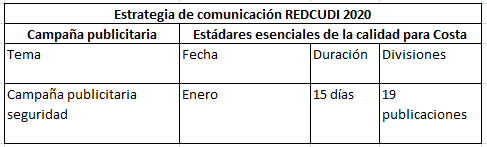 Estrategia de comunicación REDCUDI 2020
Campaña publicitaria Estádares esenciales de la calidad para Costa
Tema Fecha Duración Divisiones
Campaña publicitaria Enero 15 días 19
seguridad publicaciones